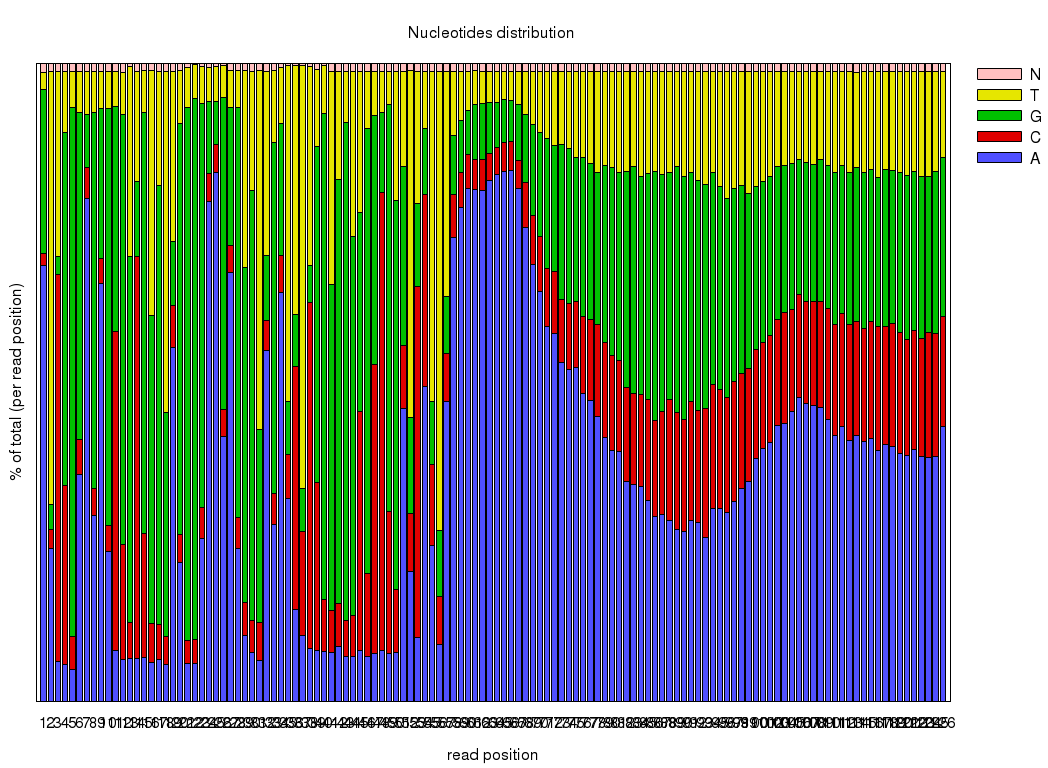 Nucleotides distribution
N
T
G
C
A
% of total (per read position)
read position